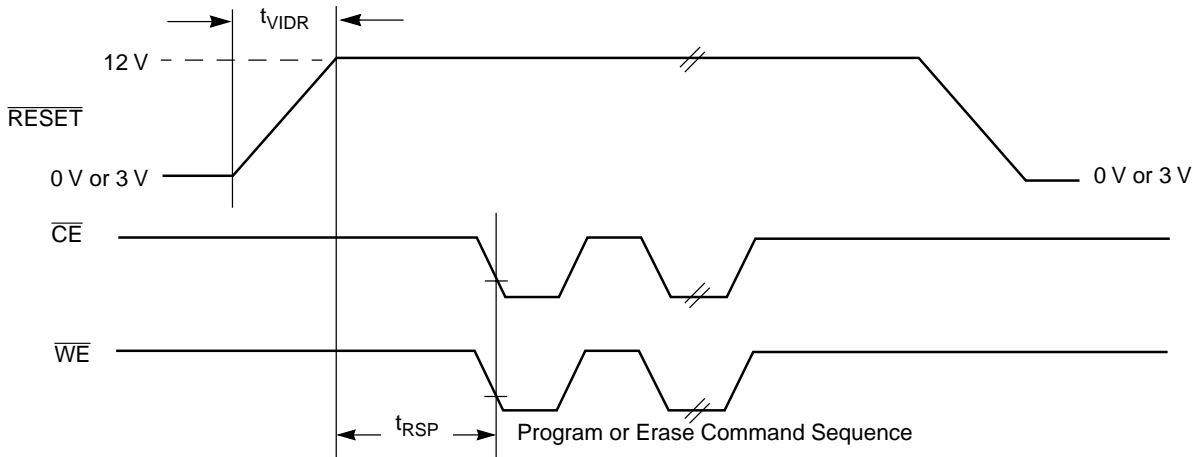 tVIDR
12 V
RESET
0 V or 3 V
0 V or 3 V
CE
WE
tRSP
Program or Erase Command Sequence